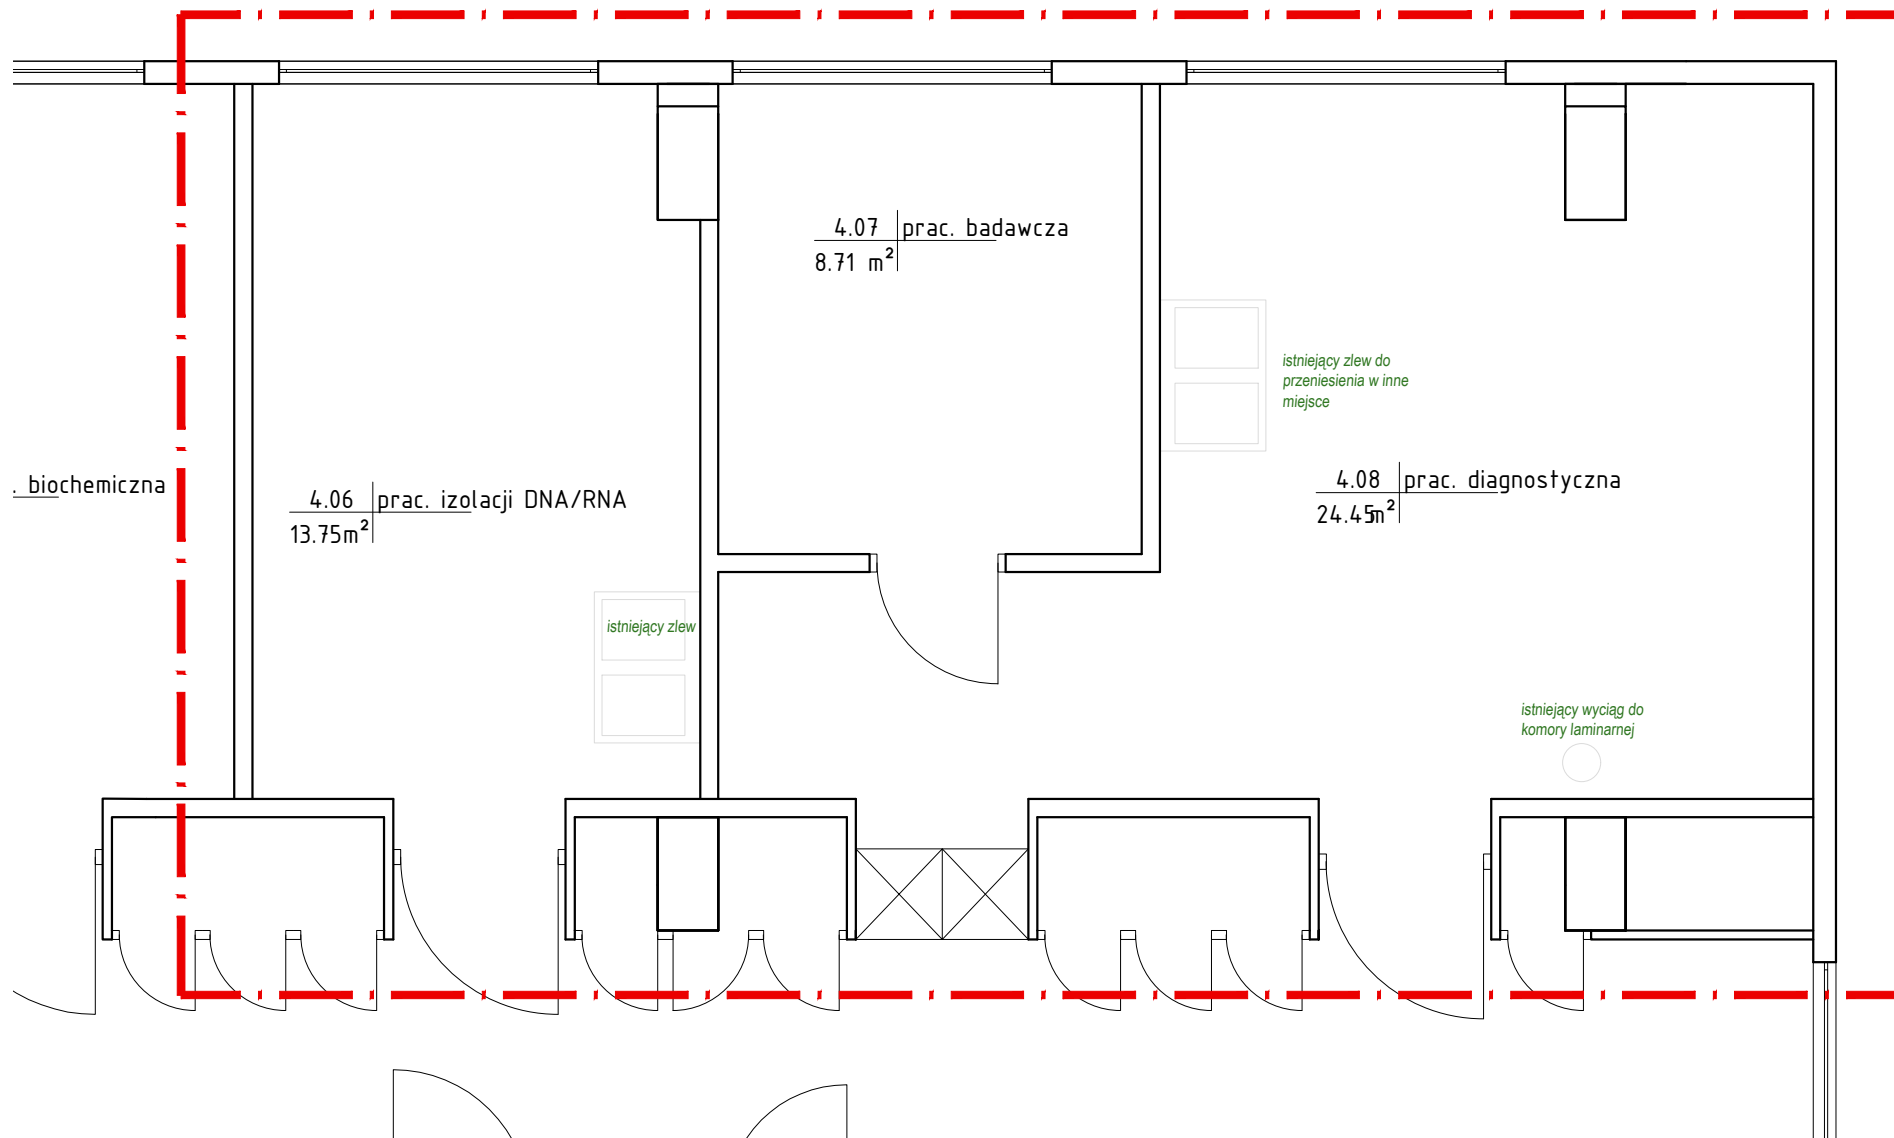 4.07 prac. badawcza
8.71 m²
istniejący zlew do
przeniesienia w inne
miejsce
. biochemiczna
4.06 prac. izolacji DNA/RNA
13.75m²
4.08 prac. diagnostyczna
24.45m²
istniejący zlew
istniejący wyciąg do
komory laminarnej